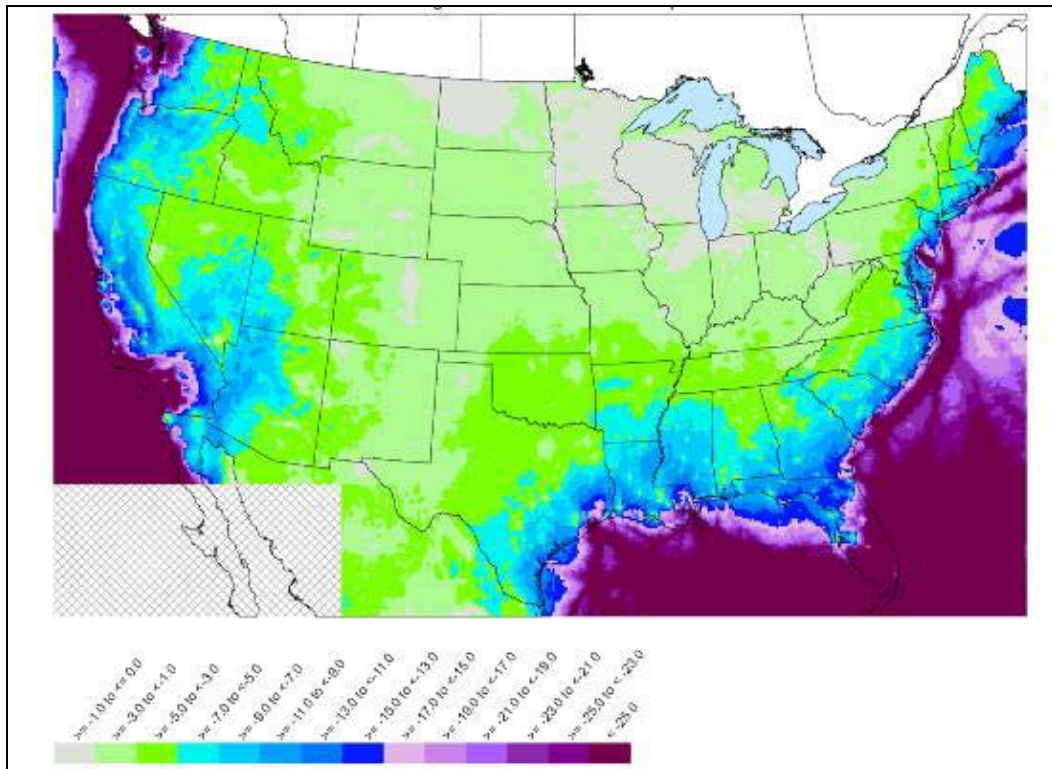 >= -1.0 to <= 0.0
>= -3.0 to <-1.0
>= -5.0 to <-3.0
>= -7.0 to <-5.0
>= -9.0 to <-7.0
>= -11.0 to <-9.0
>= -13.0 to <-11.0
>= -15.0 to <-13.0
>= -17.0 to <-15.0
>= -19.0 to <-17.0
>= -21.0 to <-19.0
>= -23.0 to <-21.0
>= -25.0 to < -23.0
< -25.0